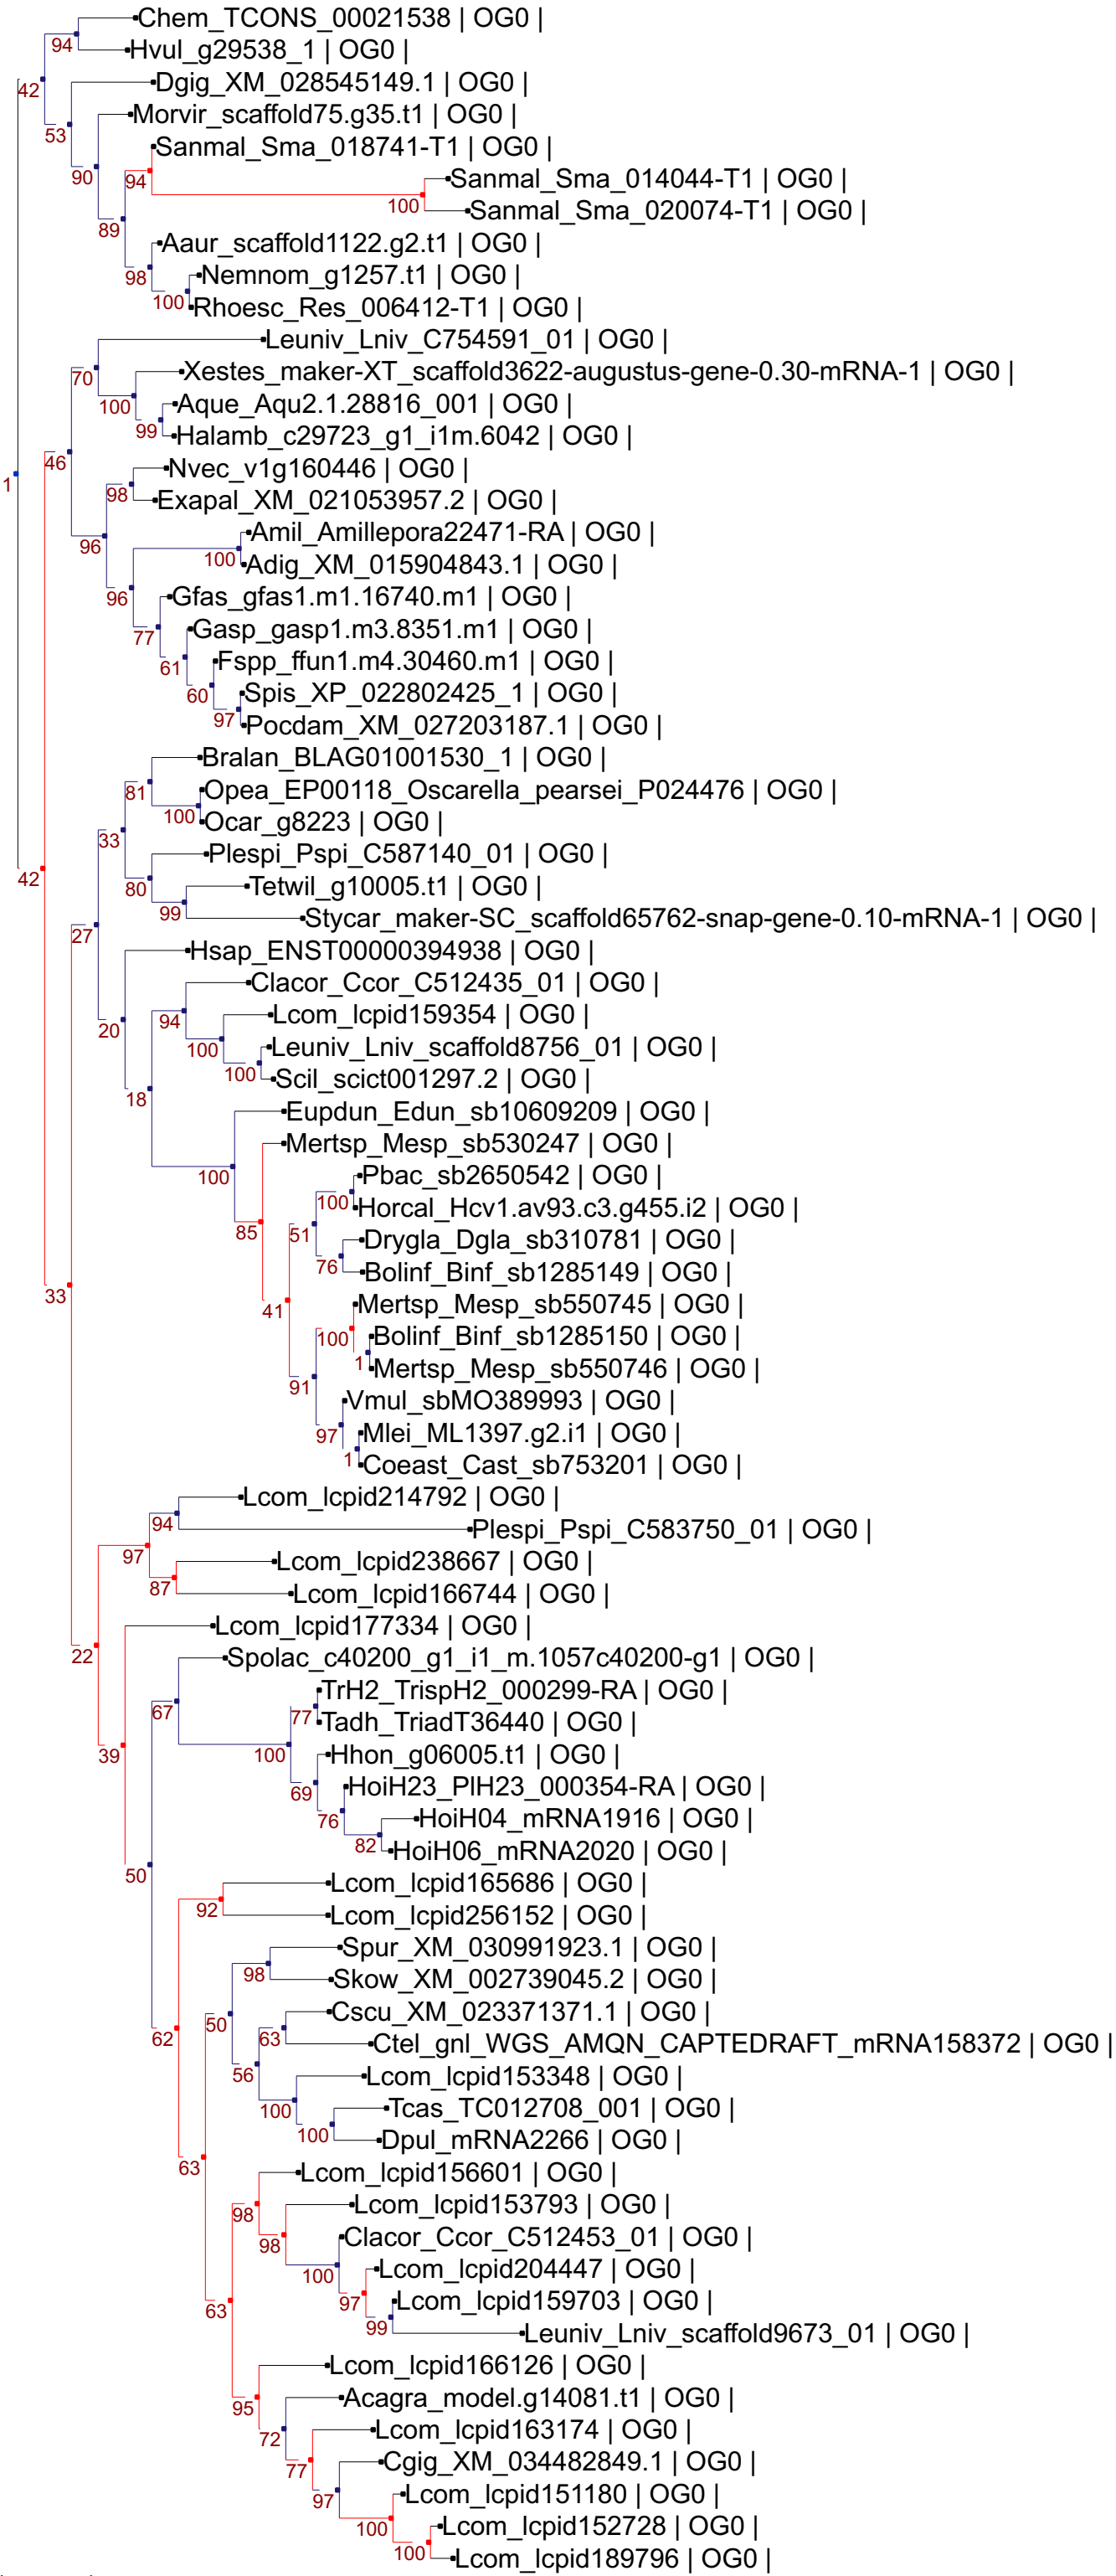 Chem_TCONS_00021538 | OG0 |
94
Hvul_g29538_1 | OG0 |
42
Dgig_XM_028545149.1 | OG0 |
53
Morvir_scaffold75.g35.t1 | OG0 |
Sanmal_Sma_018741-T1 | OG0 |
90
94
Sanmal_Sma_014044-T1 | OG0 |
100
Sanmal_Sma_020074-T1 | OG0 |
89
Aaur_scaffold1122.g2.t1 | OG0 |
98
Nemnom_g1257.t1 | OG0 |
100
Rhoesc_Res_006412-T1 | OG0 |
Leuniv_Lniv_C754591_01 | OG0 |
70
Xestes_maker-XT_scaffold3622-augustus-gene-0.30-mRNA-1 | OG0 |
100
Aque_Aqu2.1.28816_001 | OG0 |
99
Halamb_c29723_g1_i1m.6042 | OG0 |
46
Nvec_v1g160446 | OG0 |
1
98
Exapal_XM_021053957.2 | OG0 |
96
Amil_Amillepora22471-RA | OG0 |
100
Adig_XM_015904843.1 | OG0 |
96
Gfas_gfas1.m1.16740.m1 | OG0 |
77
Gasp_gasp1.m3.8351.m1 | OG0 |
61
Fspp_ffun1.m4.30460.m1 | OG0 |
60
Spis_XP_022802425_1 | OG0 |
97
Pocdam_XM_027203187.1 | OG0 |
Bralan_BLAG01001530_1 | OG0 |
81
Opea_EP00118_Oscarella_pearsei_P024476 | OG0 |
100
Ocar_g8223 | OG0 |
33
Plespi_Pspi_C587140_01 | OG0 |
42
80
Tetwil_g10005.t1 | OG0 |
99
Stycar_maker-SC_scaffold65762-snap-gene-0.10-mRNA-1 | OG0 |
27
Hsap_ENST00000394938 | OG0 |
Clacor_Ccor_C512435_01 | OG0 |
94
Lcom_lcpid159354 | OG0 |
20
100
Leuniv_Lniv_scaffold8756_01 | OG0 |
100
Scil_scict001297.2 | OG0 |
18
Eupdun_Edun_sb10609209 | OG0 |
Mertsp_Mesp_sb530247 | OG0 |
100
Pbac_sb2650542 | OG0 |
100
Horcal_Hcv1.av93.c3.g455.i2 | OG0 |
85
51
Drygla_Dgla_sb310781 | OG0 |
76
Bolinf_Binf_sb1285149 | OG0 |
33
41
Mertsp_Mesp_sb550745 | OG0 |
100
Bolinf_Binf_sb1285150 | OG0 |
1
Mertsp_Mesp_sb550746 | OG0 |
91
Vmul_sbMO389993 | OG0 |
97
Mlei_ML1397.g2.i1 | OG0 |
1
Coeast_Cast_sb753201 | OG0 |
Lcom_lcpid214792 | OG0 |
94
Plespi_Pspi_C583750_01 | OG0 |
97
Lcom_lcpid238667 | OG0 |
87
Lcom_lcpid166744 | OG0 |
Lcom_lcpid177334 | OG0 |
22
Spolac_c40200_g1_i1_m.1057c40200-g1 | OG0 |
TrH2_TrispH2_000299-RA | OG0 |
67
77
Tadh_TriadT36440 | OG0 |
39
100
Hhon_g06005.t1 | OG0 |
69
HoiH23_PlH23_000354-RA | OG0 |
76
HoiH04_mRNA1916 | OG0 |
82
HoiH06_mRNA2020 | OG0 |
50
Lcom_lcpid165686 | OG0 |
92
Lcom_lcpid256152 | OG0 |
Spur_XM_030991923.1 | OG0 |
98
Skow_XM_002739045.2 | OG0 |
50
Cscu_XM_023371371.1 | OG0 |
62
63
Ctel_gnl_WGS_AMQN_CAPTEDRAFT_mRNA158372 | OG0 |
56
Lcom_lcpid153348 | OG0 |
100
Tcas_TC012708_001 | OG0 |
100
Dpul_mRNA2266 | OG0 |
63
Lcom_lcpid156601 | OG0 |
98
Lcom_lcpid153793 | OG0 |
98
Clacor_Ccor_C512453_01 | OG0 |
100
Lcom_lcpid204447 | OG0 |
97
Lcom_lcpid159703 | OG0 |
63
99
Leuniv_Lniv_scaffold9673_01 | OG0 |
Lcom_lcpid166126 | OG0 |
95
Acagra_model.g14081.t1 | OG0 |
72
Lcom_lcpid163174 | OG0 |
77
Cgig_XM_034482849.1 | OG0 |
97
Lcom_lcpid151180 | OG0 |
100
Lcom_lcpid152728 | OG0 |
100
Lcom_lcpid189796 | OG0 |